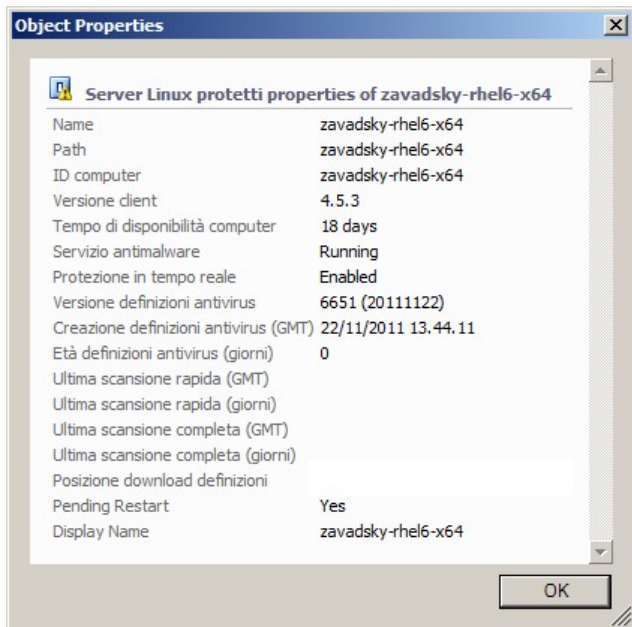 Object Properties
Server Linux protetti properties of zavadsky-rhel6-x64
Name zavadsky-rhel6-x64
Path zavadsky-rhel6-x64
ID computer zavadsky-rhel6-x64
Versione client 4.5.3
Tempo di disponibilità computer 18 days
Servizio antimalware Running
Protezione in tempo reale Enabled
Versione definizioni antivirus 6651 (20111122)
Creazione definizioni antivirus (GMT) 22/11/2011 13.44.11
Età definizioni antivirus (giorni) 0
Ultima scansione rapida (GMT)
Ultima scansione rapida (giorni)
Ultima scansione completa (GMT)
Ultima scansione completa (giorni)
Posizione download definizioni
Pending Restart Yes
Display Name zavadsky-rhel6-x64
OK